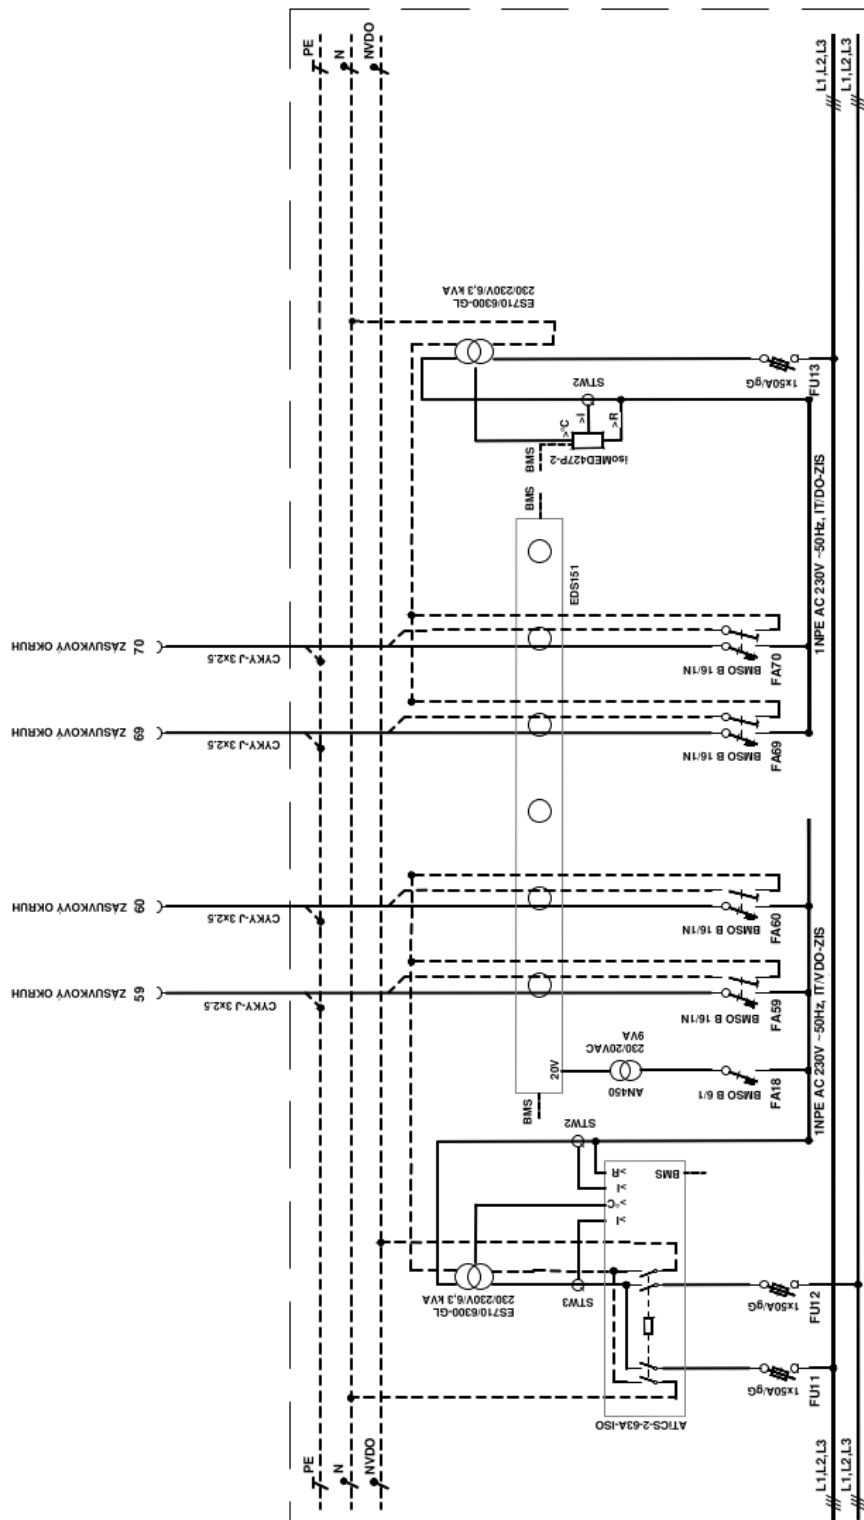 PE
N
NVDO
L1,L2,L3
L1,L2,L3
ES710/6300-GL
230/230V/6,3 kVA
STW2
>°C
>I
>R
isoMED427P-2
BMS
1x50A/gG
FU13
BMS
EDS151
1NPE AC 230V ~50Hz, IT/DO-ZIS
ZÁSUVKOVÝ OKRUH
70
CYKY-J 3x2.5
BMSO B 16/1N
FA70
ZÁSUVKOVÝ OKRUH
69
CYKY-J 3x2.5
BMSO B 16/1N
FA69
ZÁSUVKOVÝ OKRUH
60
CYKY-J 3x2.5
BMSO B 16/1N
FA60
ZÁSUVKOVÝ OKRUH
59
CYKY-J 3x2.5
BMSO B 16/1N
FA59
1NPE AC 230V ~50Hz, IT/VDO-ZIS
20V
230/20VAC
9VA
AN450
BMSO B 6/1
FA18
BMS
STW2
>R
>I
>°C
>I
BMS
ES710/6300-GL
230/230V/6,3 kVA
STW3
1x50A/gG
FU12
1x50A/gG
FU11
ATICS-2-63A-ISO
PE
N
NVDO
L1,L2,L3
L1,L2,L3